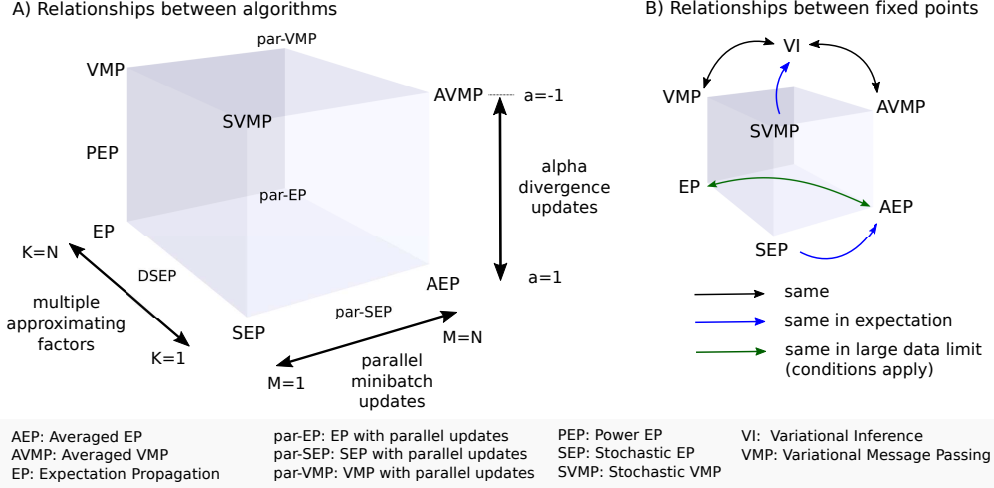 A) Relationships between algorithms
par-VMP
VMP
AVMP
a=-1
SVMP
PEP
alpha
divergence
updates
par-EP
EP
K=N
DSEP
a=1
AEP
multiple
approximating
factors
par-SEP
SEP
M=N
K=1
parallel
minibatch
updates
M=1
B) Relationships between fixed points
VI
VMP
AVMP
SVMP
EP
AEP
SEP
same
same in expectation
same in large data limit
(conditions apply)
AEP: Averaged EP
AVMP: Averaged VMP
EP: Expectation Propagation
par-EP: EP with parallel updates
par-SEP: SEP with parallel updates
par-VMP: VMP with parallel updates
PEP: Power EP
SEP: Stochastic EP
SVMP: Stochastic VMP
VI: Variational Inference
VMP: Variational Message Passing